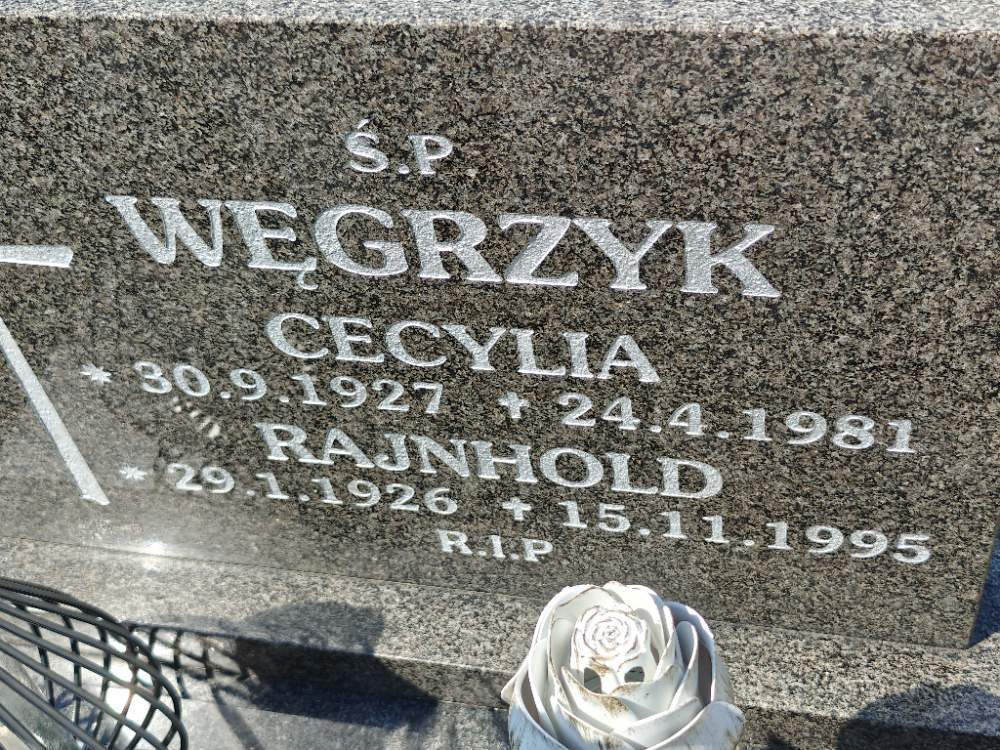 Ś.P
WĘGRZYK
CECYLIA
* 30.9.1927 ✝ 24.4.1981
RAJNHOLD
* 29.1.1926 ✝ 15.11.1995
R.I.P